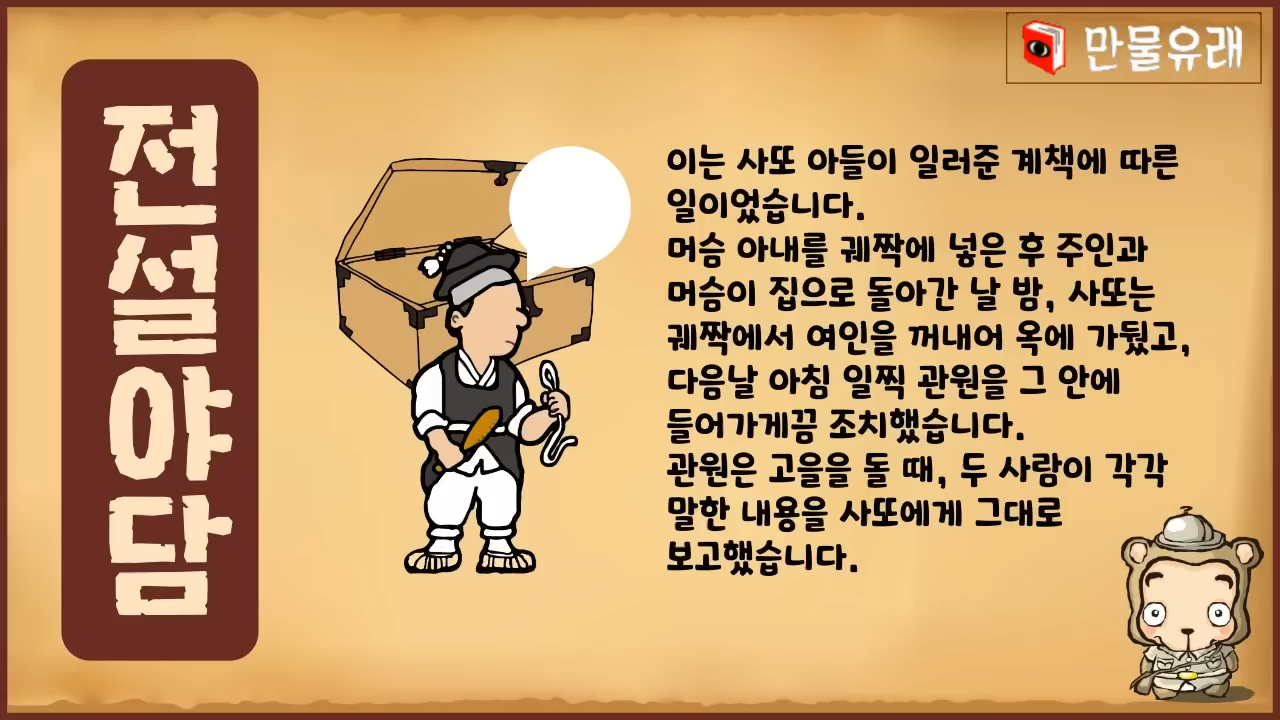 만물유래
전설야담
이는 사또 아들이 일러준 계책에 따른
일이었습니다.
머슴 아내를 궤짝에 넣은 후 주인과
머슴이 집으로 돌아간 날 밤, 사또는
궤짝에서 여인을 꺼내어 옥에 가뒀고,
다음날 아침 일찍 관원을 그 안에
들어가게끔 조치했습니다.
관원은 고을을 돌 때, 두 사람이 각각
말한 내용을 사또에게 그대로
보고했습니다.